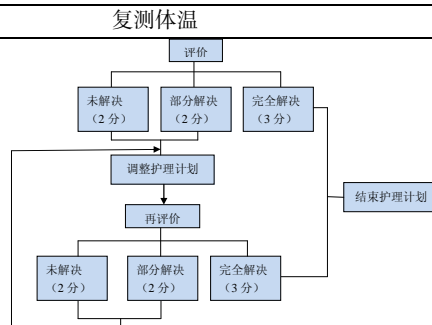 复测体温
评价
未解决
（2 分）
部分解决
（2 分）
完全解决
（3 分）
调整护理计划
结束护理计划
再评价
未解决
（2 分）
部分解决
（2 分）
完全解决
（3 分）